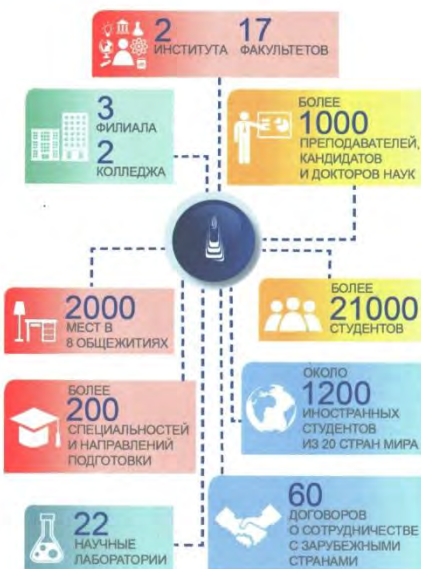 2 17
ИНСТИТУТА ФАКУЛЬТЕТОВ
3
ФИЛИАЛА
2
КОЛЛЕДЖА
БОЛЕЕ
1000
ПРЕПОДАВАТЕЛЕЙ,
КАНДИДАТОВ
И ДОКТОРОВ НАУК
2000
МЕСТ В
8 ОБЩЕЖИТИЯХ
БОЛЕЕ
21000
СТУДЕНТОВ
БОЛЕЕ
200
СПЕЦИАЛЬНОСТЕЙ
И НАПРАВЛЕНИЙ
ПОДГОТОВКИ
ОКОЛО
1200
ИНОСТРАННЫХ
СТУДЕНТОВ
ИЗ 20 СТРАН МИРА
22
НАУЧНЫЕ
ЛАБОРАТОРИИ
60
ДОГОВОРОВ
О СОТРУДНИЧЕСТВЕ
С ЗАРУБЕЖНЫМИ
СТРАНАМИ